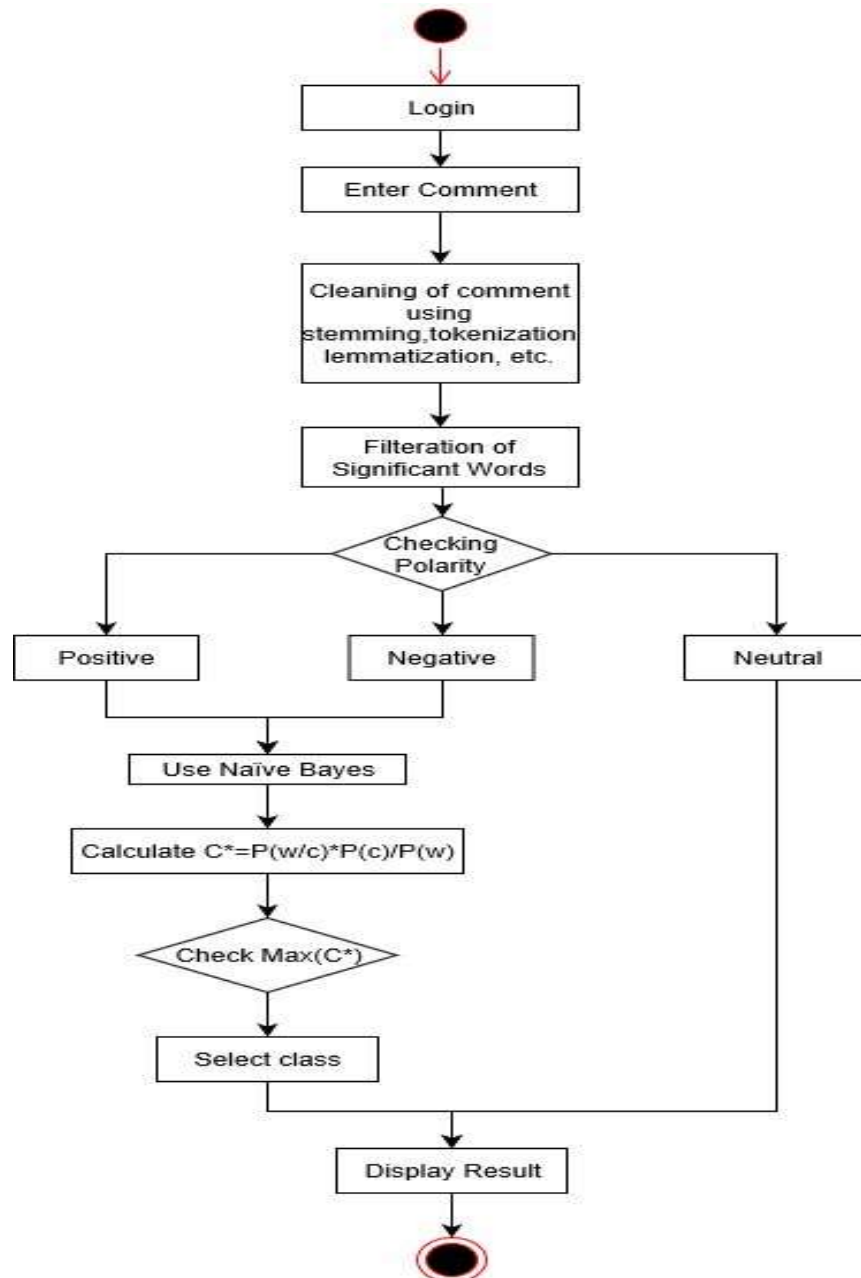 Login
Enter Comment
Cleaning of comment
using
stemming,tokenization
lemmatization, etc.
Filteration of
Significant Words
Checking
Polarity
Positive
Negative
Neutral
Use Naïve Bayes
Calculate C*=P(w/c)*P(c)/P(w)
Check Max(C*)
Select class
Display Result